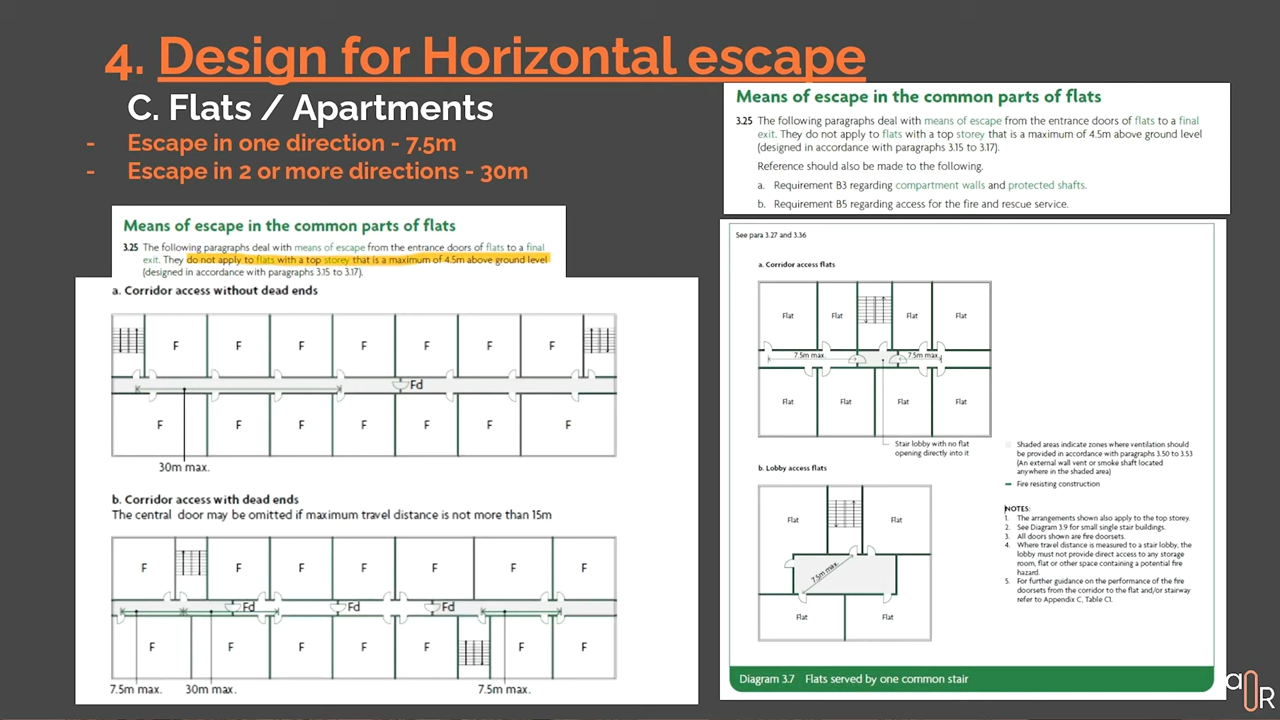 4. Design for Horizontal escape
C. Flats / Apartments
- Escape in one direction - 7.5m
- Escape in 2 or more directions - 30m
Means of escape in the common parts of flats
3.25 The following paragraphs deal with means of escape from the entrance doors of flats to a final
exit. They do not apply to flats with a top storey that is a maximum of 4.5m above ground level
(designed in accordance with paragraphs 3.15 to 3.17).
a. Corridor access without dead ends
F F F F F F F
Fd
F F F F F F F
30m max.
b. Corridor access with dead ends
The central door may be omitted if maximum travel distance is not more than 15m
F F F F F F
Fd Fd Fd
F F F F F F
7.5m max. 30m max. 7.5m max.
Means of escape in the common parts of flats
3.25 The following paragraphs deal with means of escape from the entrance doors of flats to a final
exit. They do not apply to flats with a top storey that is a maximum of 4.5m above ground level
(designed in accordance with paragraphs 3.15 to 3.17).
Reference should also be made to the following.
a. Requirement B3 regarding compartment walls and protected shafts.
b. Requirement B5 regarding access for the fire and rescue service.
See para 3.27 and 3.36
a. Corridor access flats
Flat Flat Flat Flat
7.5m max. 7.5m max.
Flat Flat Flat Flat
Stair lobby with no flat
opening directly into it
b. Lobby access flats
Flat Flat
7.5m max.
Flat Flat
Shaded areas indicate zones where ventilation should
be provided in accordance with paragraphs 3.50 to 3.53
(An external wall vent or smoke shaft located
anywhere in the shaded area)
Fire resisting construction
NOTES:
1. The arrangements shown also apply to the top storey.
2. See Diagram 3.9 for small single stair buildings.
3. All doors shown are fire doorsets.
4. Where travel distance is measured to a stair lobby, the
lobby must not provide direct access to any storage
room, flat or other space containing a potential fire
hazard.
5. For further guidance on the performance of the fire
doorsets from the corridor to the flat and/or stairway
refer to Appendix C, Table C1.
Diagram 3.7 Flats served by one common stair
aOR